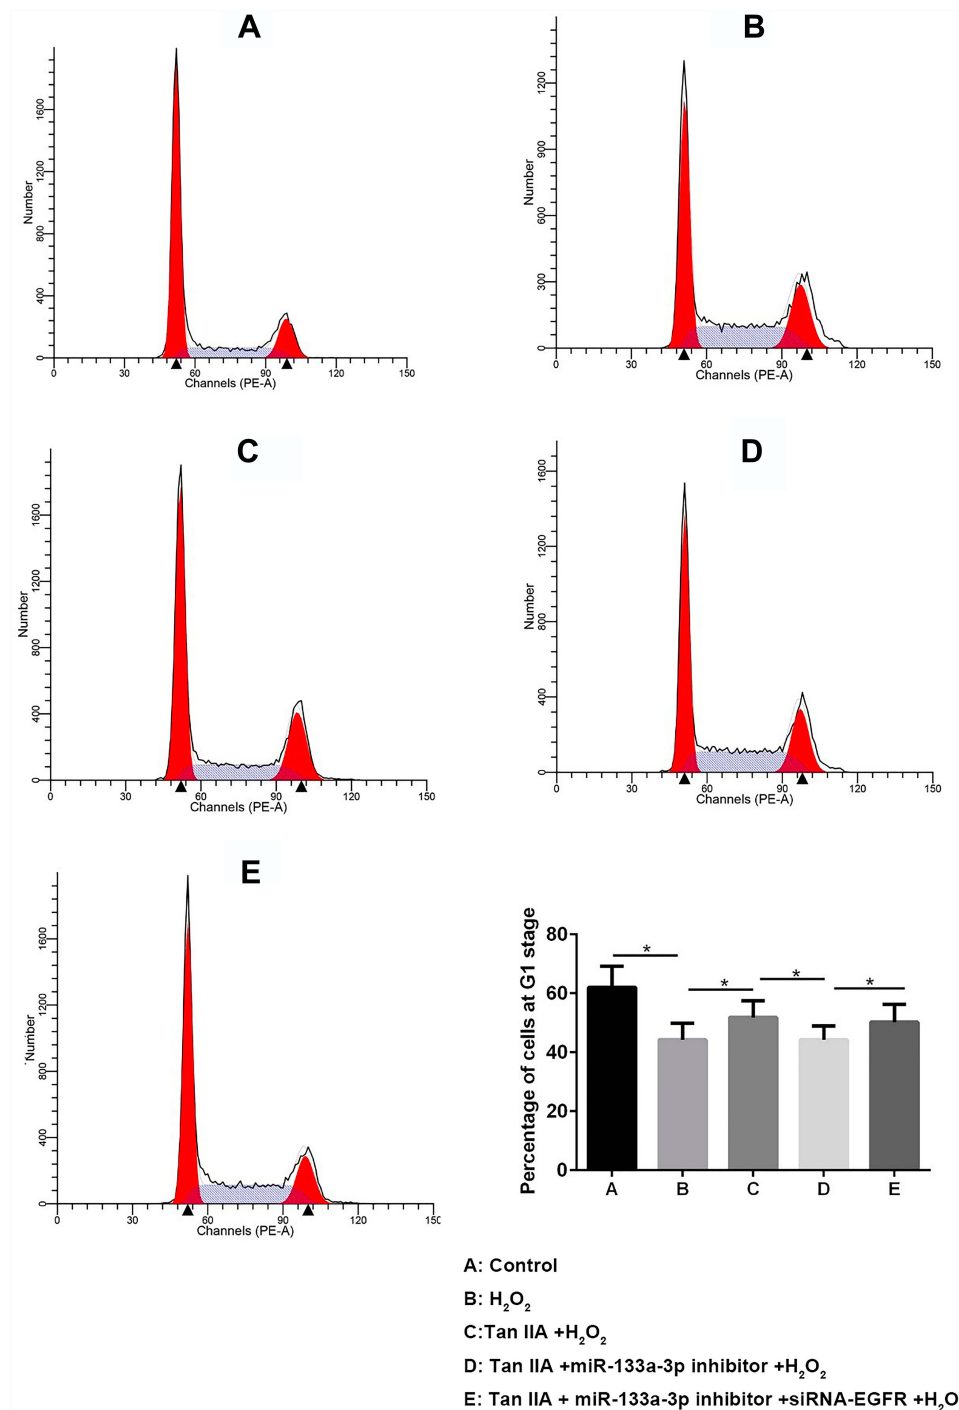 A
B
1600
1200
800
400
0
Number
0 30 60 90 120 150
Channels (PE-A)
1200
900
600
300
0
Number
0 30 60 90 120 150
Channels (PE-A)
C
D
1600
1200
800
400
0
Number
0 30 60 90 120 150
Channels (PE-A)
1600
1200
800
400
0
Number
0 30 60 90 120 150
Channels (PE-A)
E
1600
1200
800
400
0
Number
0 30 60 90 120 150
Channels (PE-A)
Percentage of cells at G1 stage
80
60
40
20
0
* * * *
A B C D E
A: Control
B: H₂O₂
C:Tan IIA +H₂O₂
D: Tan IIA +miR-133a-3p inhibitor +H₂O₂
E: Tan IIA + miR-133a-3p inhibitor +siRNA-EGFR +H₂O